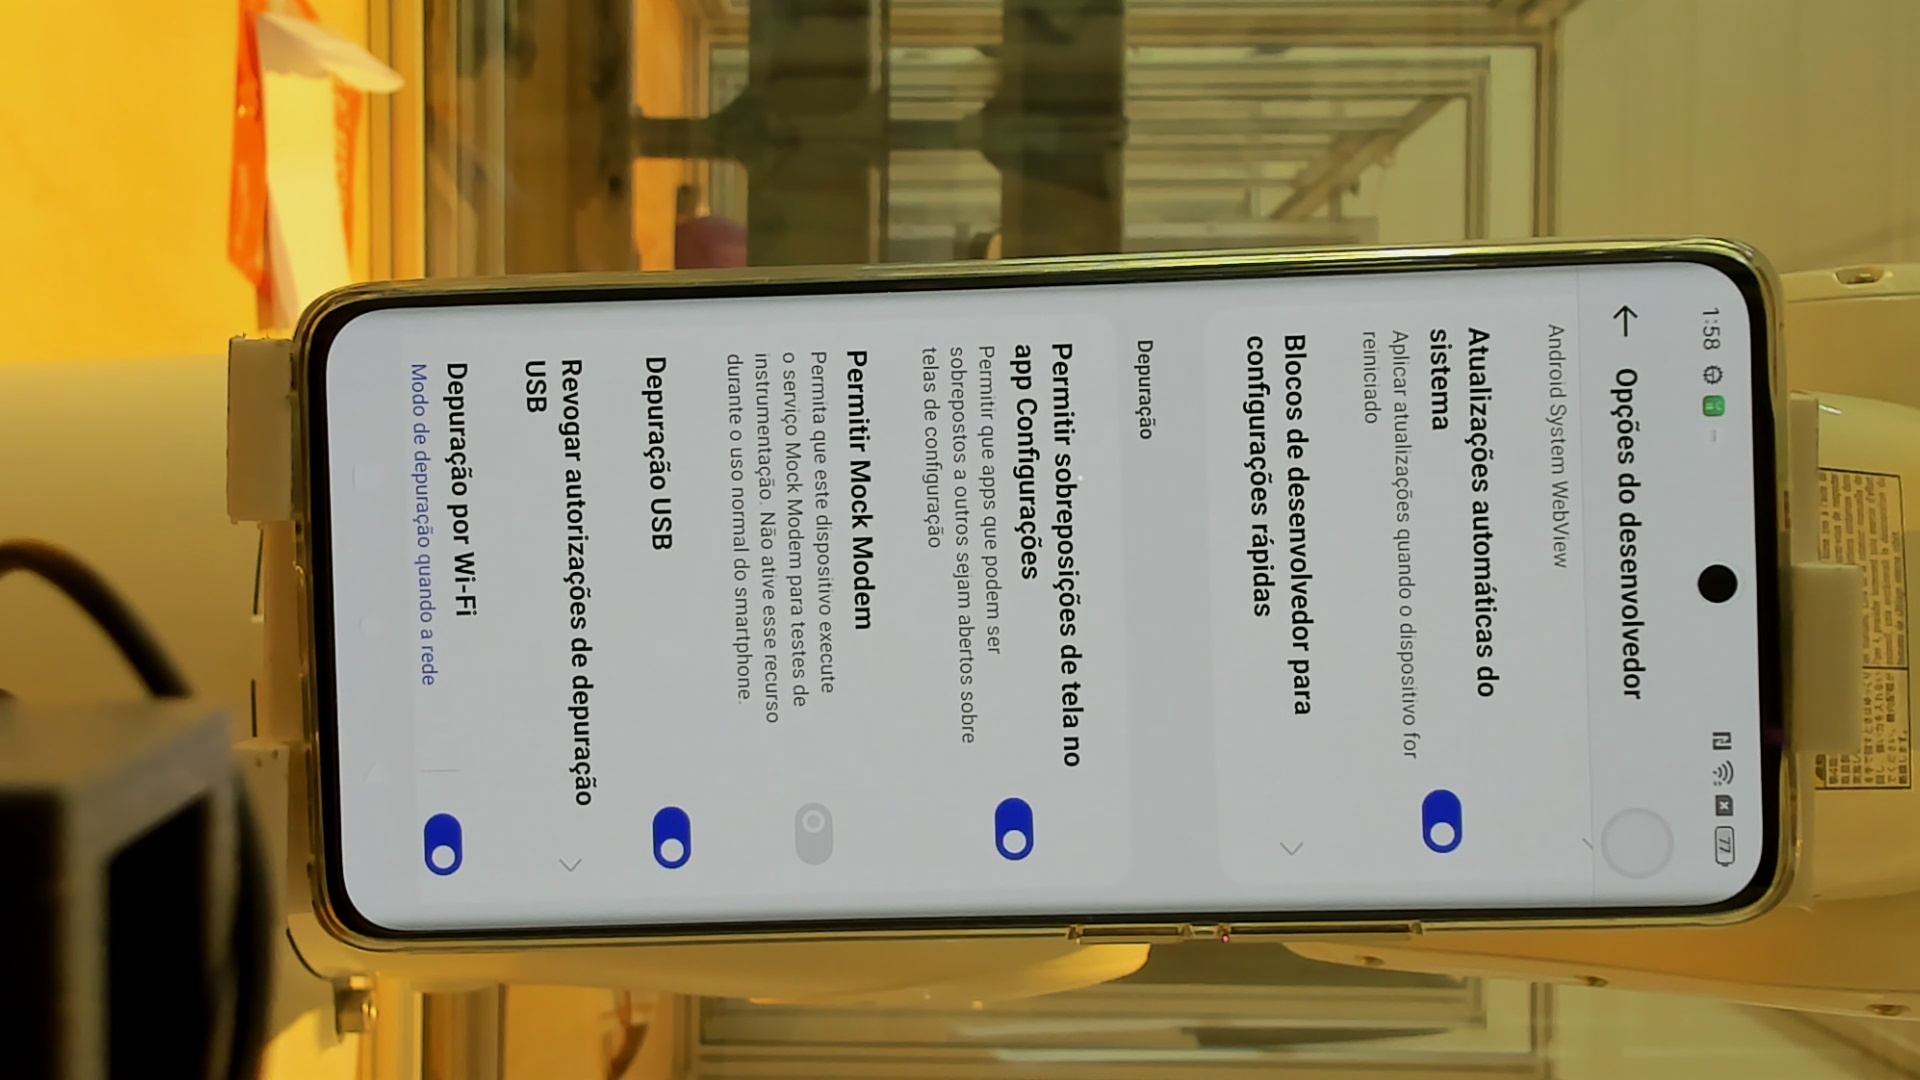 1:58
77
Opções do desenvolvedor
Android System WebView
Atualizações automáticas do
sistema
Aplicar atualizações quando o dispositivo for
reiniciado
Blocos de desenvolvedor para
configurações rápidas
Depuração
Permitir sobreposições de tela no
app Configurações
Permitir que apps que podem ser
sobrepostos a outros sejam abertos sobre
telas de configuração
Permitir Mock Modem
Permita que este dispositivo execute
o serviço Mock Modem para testes de
instrumentação. Não ative esse recurso
durante o uso normal do smartphone.
Depuração USB
Revogar autorizações de depuração
USB
Depuração por Wi-Fi
Modo de depuração quando a rede